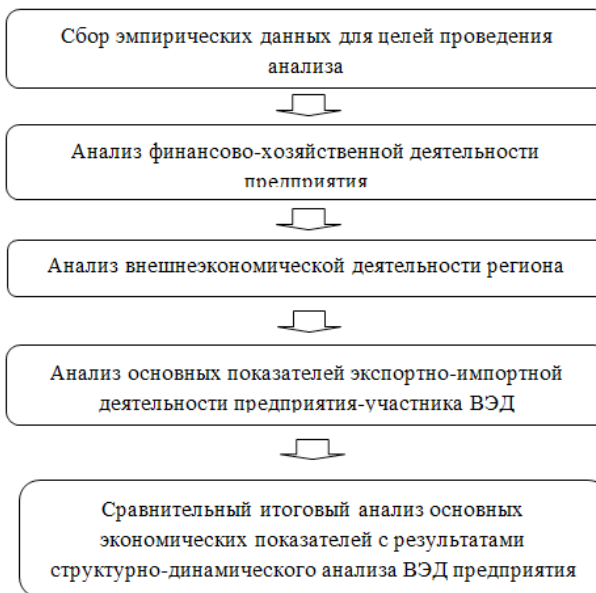 Сбор эмпирических данных для целей проведения
анализа
Анализ финансово-хозяйственной деятельности
предприятия
Анализ внешнеэкономической деятельности региона
Анализ основных показателей экспортно-импортной
деятельности предприятия-участника ВЭД
Сравнительный итоговый анализ основных
экономических показателей с результатами
структурно-динамического анализа ВЭД предприятия